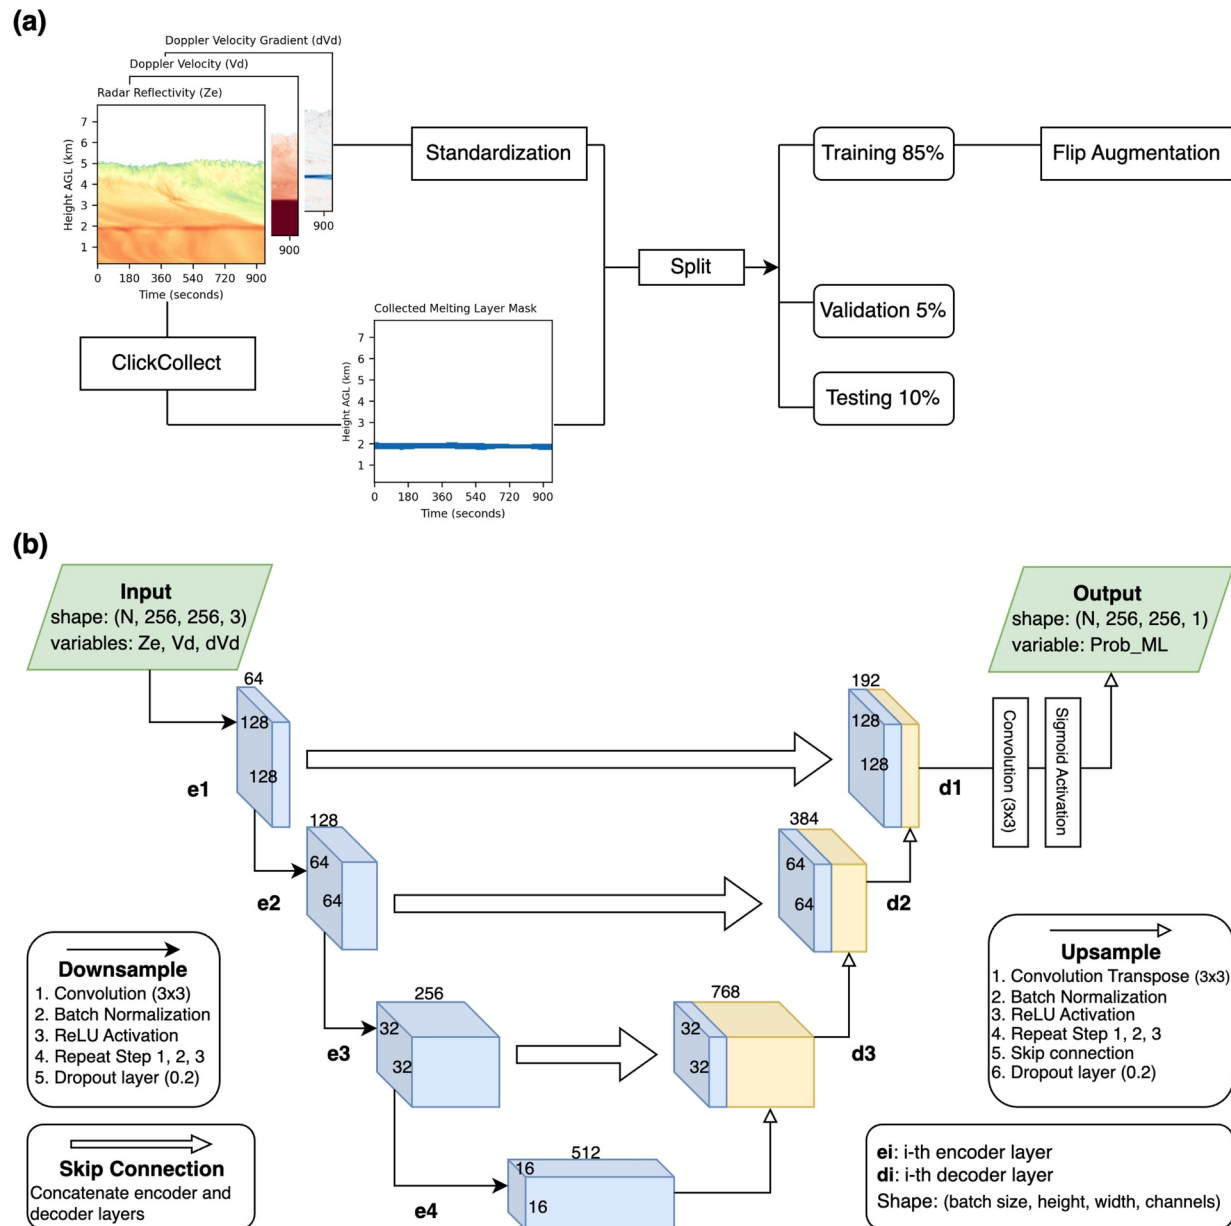 (a)
Doppler Velocity Gradient (dVd)
Doppler Velocity (Vd)
Radar Reflectivity (Ze)
Height AGL (km)
7
6
5
4
3
2
1
0 180 360 540 720 900
Time (seconds)
900
900
Standardization
Training 85%
Flip Augmentation
Split
Validation 5%
Testing 10%
ClickCollect
Collected Melting Layer Mask
Height AGL (km)
7
6
5
4
3
2
1
0 180 360 540 720 900
Time (seconds)
(b)
Input
shape: (N, 256, 256, 3)
variables: Ze, Vd, dVd
Output
shape: (N, 256, 256, 1)
variable: Prob_ML
64
128
128
e1
192
128
128
d1
Convolution (3x3)
Sigmoid Activation
128
64
64
e2
384
64
64
d2
256
32
32
e3
768
32
32
d3
512
16
16
e4
Downsample
1. Convolution (3x3)
2. Batch Normalization
3. ReLU Activation
4. Repeat Step 1, 2, 3
5. Dropout layer (0.2)
Upsample
1. Convolution Transpose (3x3)
2. Batch Normalization
3. ReLU Activation
4. Repeat Step 1, 2, 3
5. Skip connection
6. Dropout layer (0.2)
Skip Connection
Concatenate encoder and
decoder layers
ei: i-th encoder layer
di: i-th decoder layer
Shape: (batch size, height, width, channels)